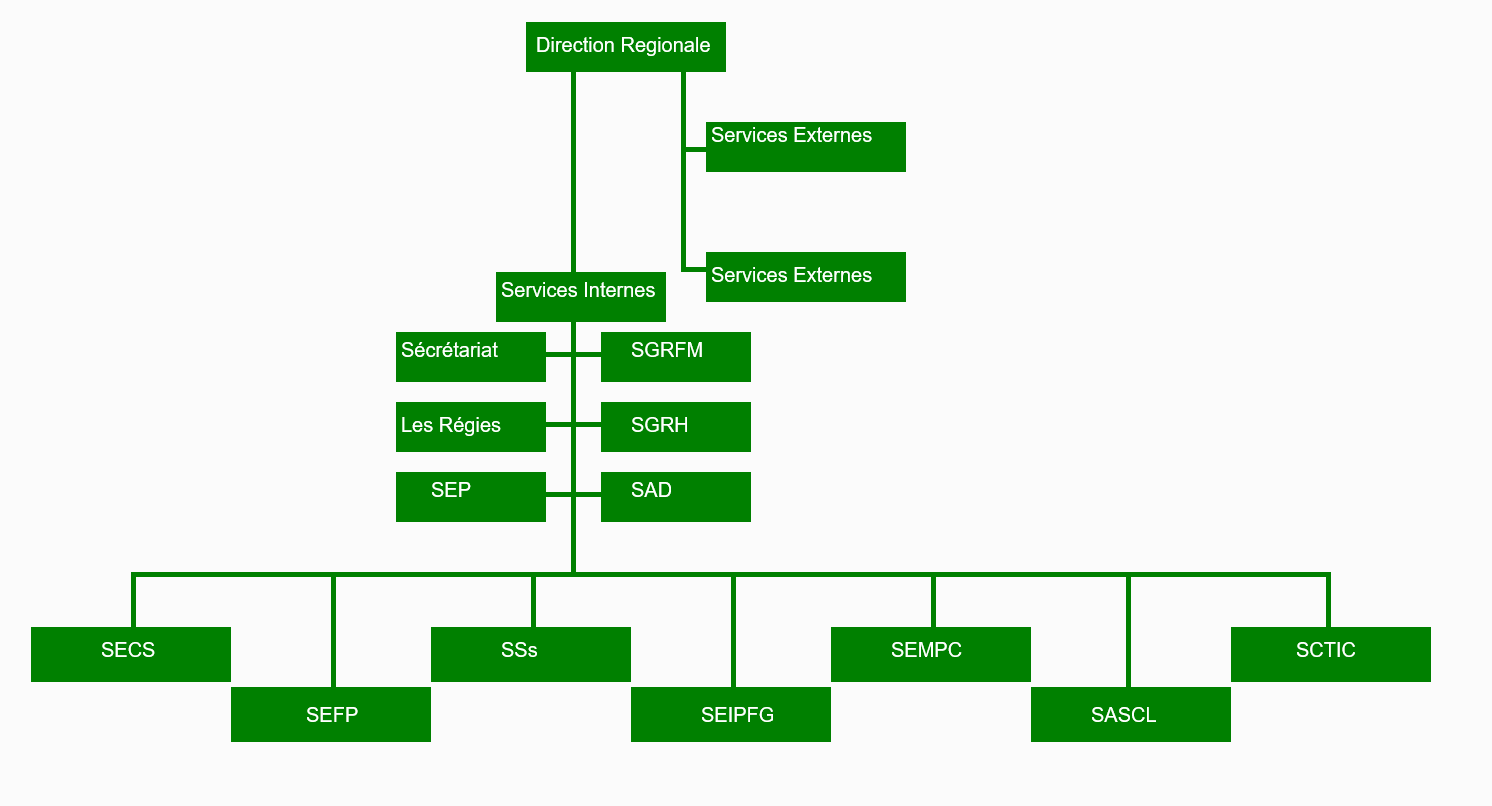 Direction Regionale
Services Externes
Services Externes
Services Internes
Sécrétariat
SGRFM
Les Régies
SGRH
SEP
SAD
SECS
SSs
SEMPC
SCTIC
SEFP
SEIPFG
SASCL